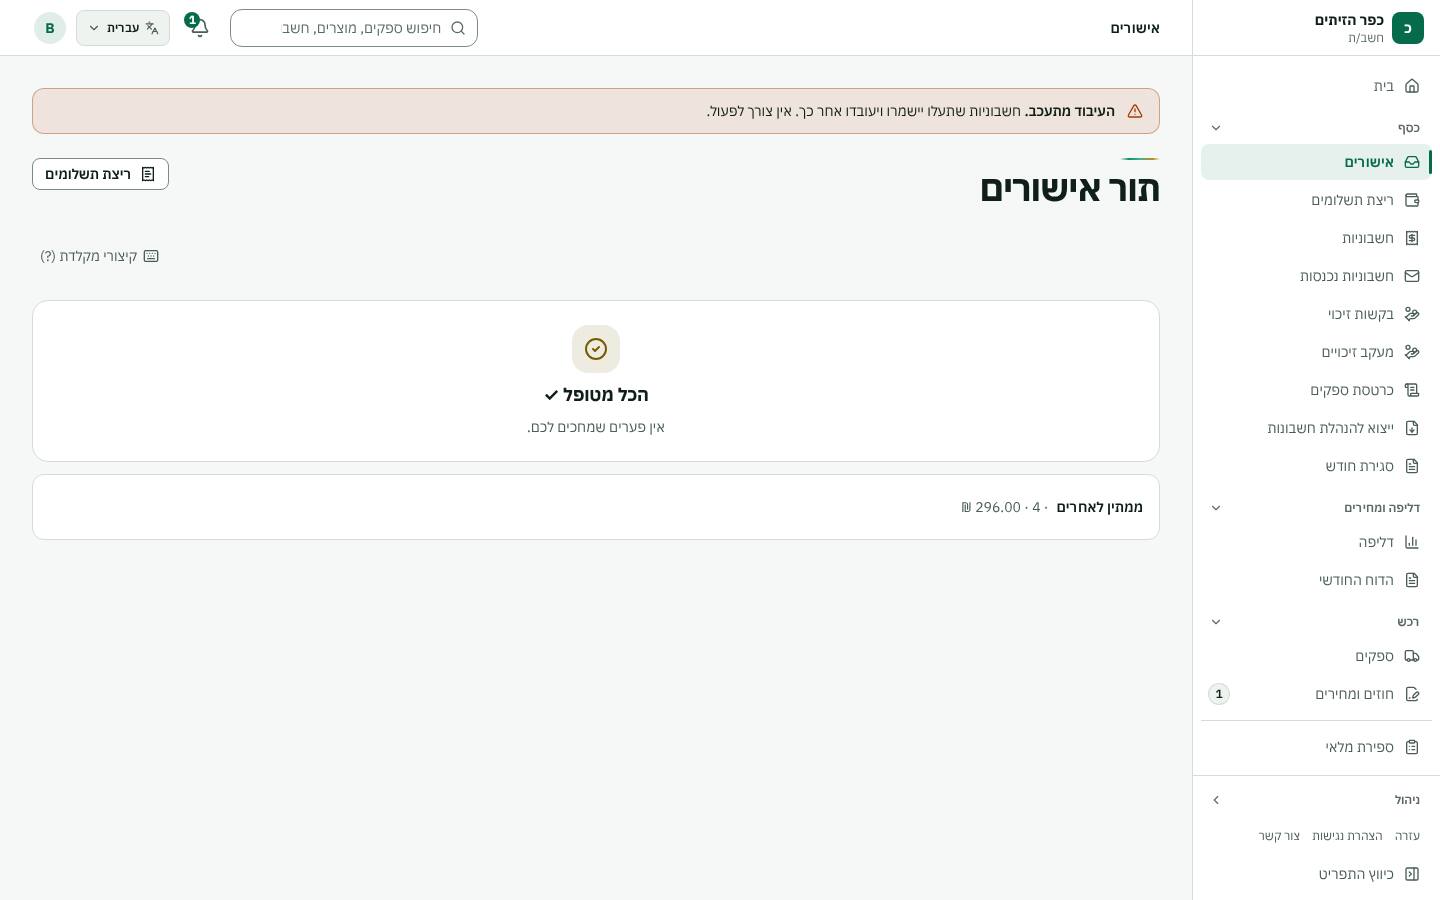 כ
כפר הזיתים
חשב/ת
בית
כסף
אישורים
ריצת תשלומים
חשבוניות
חשבוניות נכנסות
בקשות זיכוי
מעקב זיכויים
כרטסת ספקים
ייצוא להנהלת חשבונות
סגירת חודש
דליפה ומחירים
דליפה
הדוח החודשי
רכש
ספקים
חוזים ומחירים 1
ספירת מלאי
ניהול
עזרה הצהרת נגישות צור קשר
כיווץ התפריט
אישורים
חיפוש ספקים, מוצרים, חשב
1
עברית
B
העיבוד מתעכב. חשבוניות שתעלו יישמרו ויעובדו אחר כך. אין צורך לפעול.
תור אישורים
ריצת תשלומים
קיצורי מקלדת (?)
הכל מטופל ✓
אין פערים שמחכים לכם.
ממתין לאחרים · 4 · 296.00 ₪